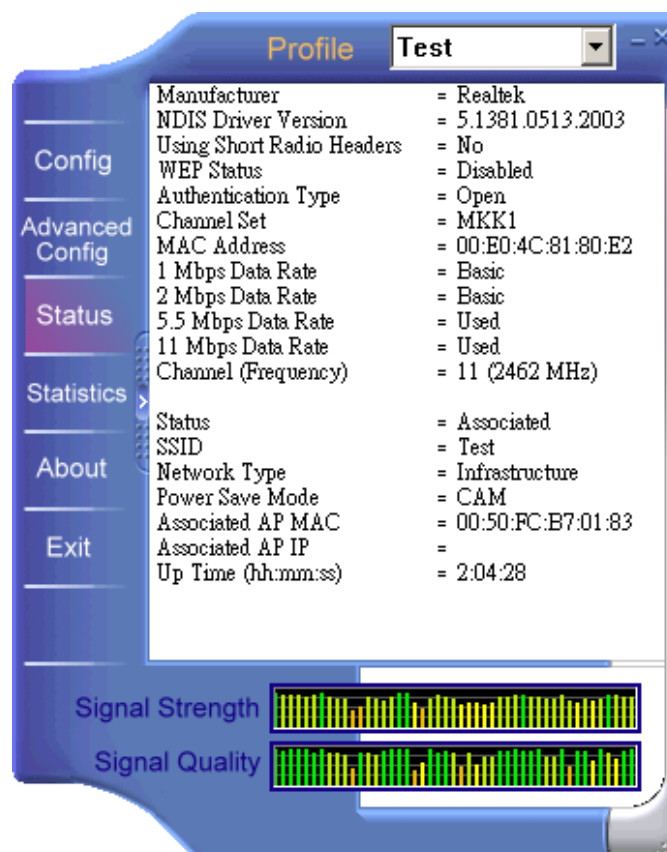 Profile Test
Manufacturer = Realtek
NDIS Driver Version = 5.1381.0513.2003
Using Short Radio Headers = No
WEP Status = Disabled
Authentication Type = Open
Channel Set = MKK1
MAC Address = 00:E0:4C:81:80:E2
1 Mbps Data Rate = Basic
2 Mbps Data Rate = Basic
5.5 Mbps Data Rate = Used
11 Mbps Data Rate = Used
Channel (Frequency) = 11 (2462 MHz)
Status = Associated
SSID = Test
Network Type = Infrastructure
Power Save Mode = CAM
Associated AP MAC = 00:50:FC:B7:01:83
Associated AP IP =
Up Time (hh:mm:ss) = 2:04:28
Config
Advanced
Config
Status
Statistics
About
Exit
Signal Strength
Signal Quality